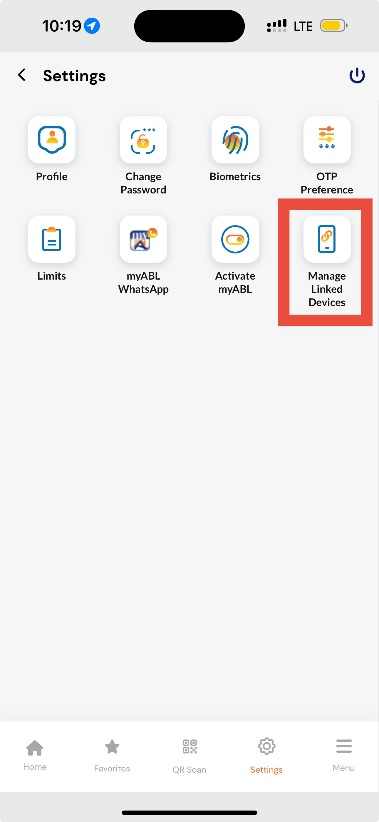 10:19
LTE
Settings
Profile
Change
Password
Biometrics
OTP
Preference
Limits
myABL
WhatsApp
Activate
myABL
Manage
Linked
Devices
Home
Favorites
QR Scan
Settings
Menu